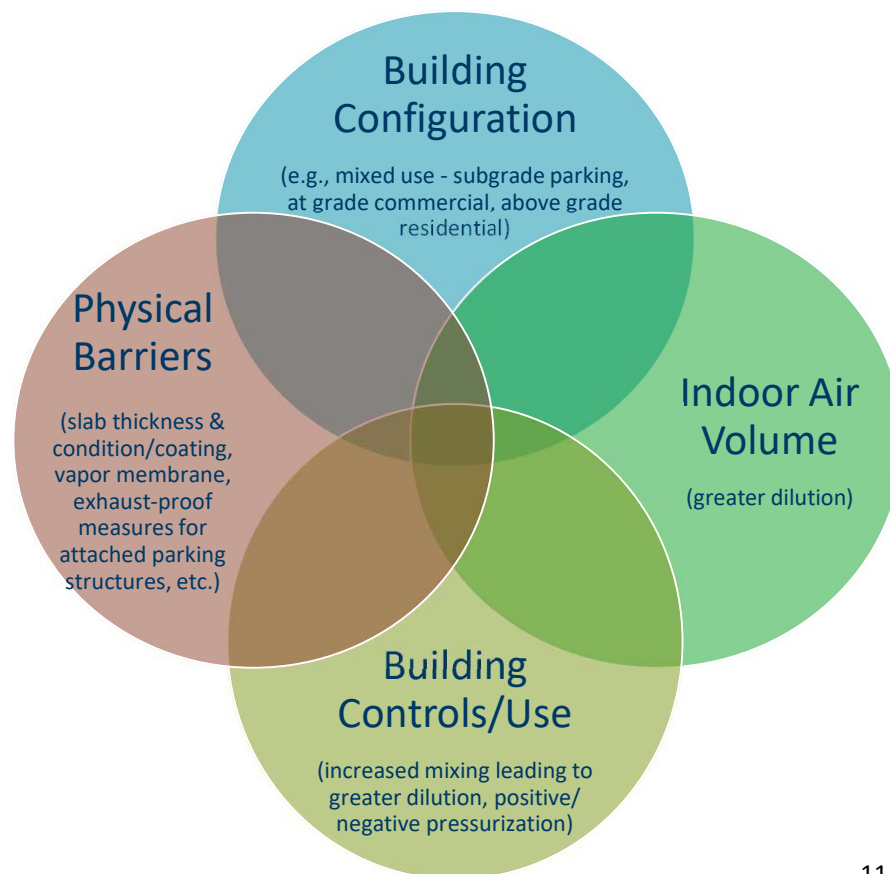 Building
Configuration
(e.g., mixed use - subgrade parking,
at grade commercial, above grade
residential)
Physical
Barriers
(slab thickness &
condition/coating,
vapor membrane,
exhaust-proof
measures for
attached parking
structures, etc.)
Indoor Air
Volume
(greater dilution)
Building
Controls/Use
(increased mixing leading to
greater dilution, positive/
negative pressurization)
11